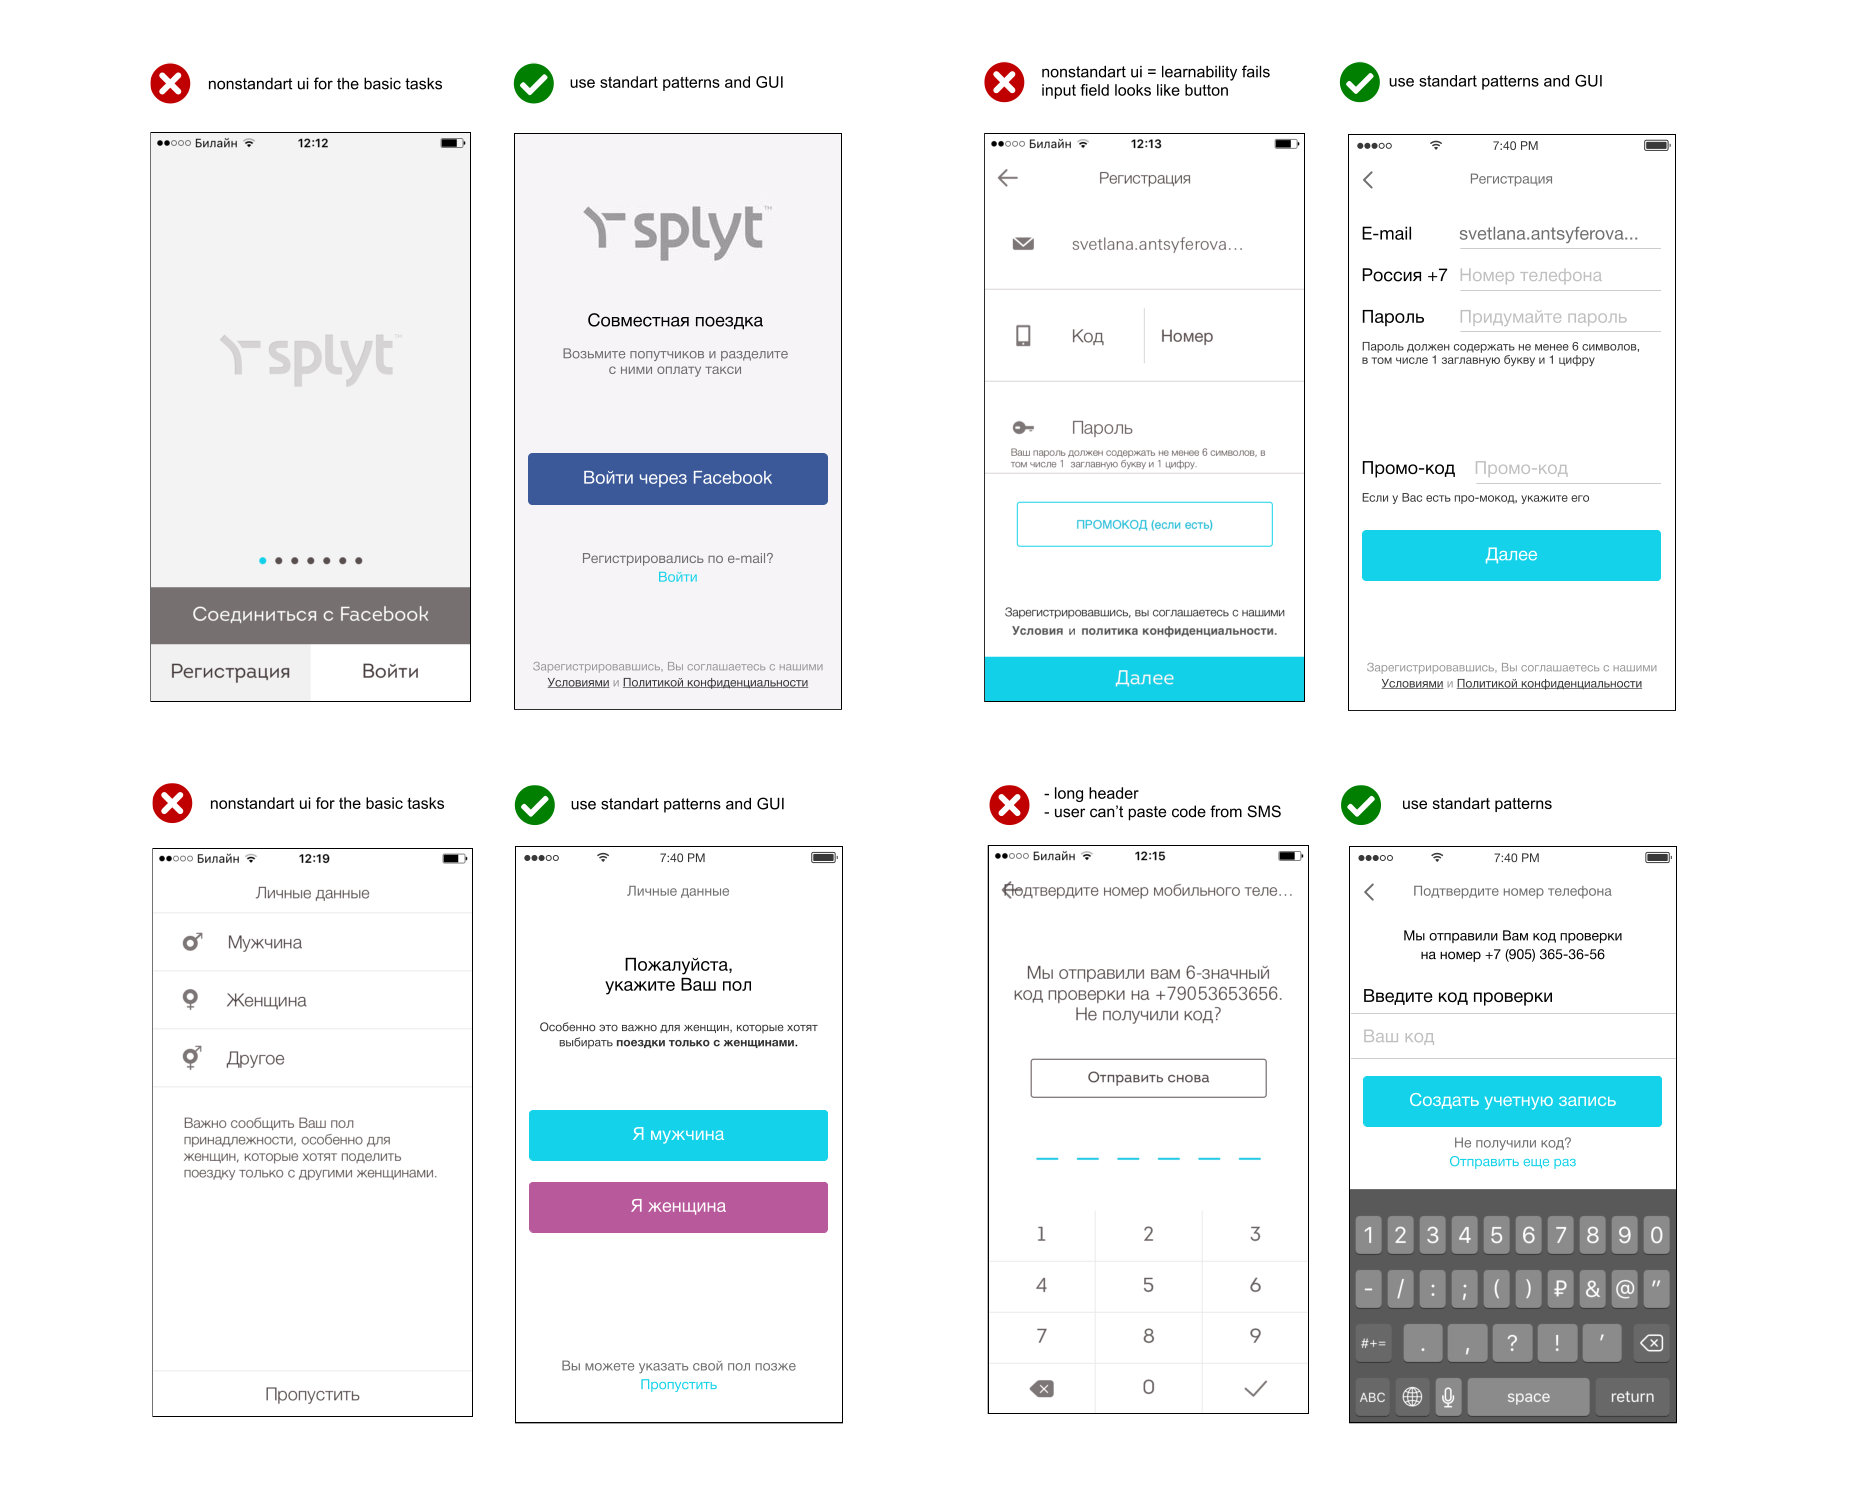 nonstandart ui for the basic tasks
use standart patterns and GUI
nonstandart ui = learnability fails
input field looks like button
use standart patterns and GUI
Билайн 12:12
splyt™
Соединиться с Facebook
Регистрация Войти
splyt™
Совместная поездка
Возьмите попутчиков и разделите
с ними оплату такси
Войти через Facebook
Регистрировались по e-mail?
Войти
Зарегистрировавшись, Вы соглашаетесь с нашими
Условиями и Политикой конфиденциальности
Билайн 12:13
Регистрация
svetlana.antsyferova...
Код Номер
Пароль
Ваш пароль должен содержать не менее 6 символов, в
том числе 1 заглавную букву и 1 цифру.
ПРОМОКОД (если есть)
Зарегистрировавшись, вы соглашаетесь с нашими
Условия и политика конфиденциальности.
Далее
7:40 PM
Регистрация
E-mail svetlana.antsyferova...
Россия +7 Номер телефона
Пароль Придумайте пароль
Пароль должен содержать не менее 6 символов,
в том числе 1 заглавную букву и 1 цифру
Промо-код Промо-код
Если у Вас есть про-мокод, укажите его
Далее
Зарегистрировавшись, Вы соглашаетесь с нашими
Условиями и Политикой конфиденциальности
nonstandart ui for the basic tasks
use standart patterns and GUI
- long header
- user can't paste code from SMS
use standart patterns
Билайн 12:19
Личные данные
Мужчина
Женщина
Другое
Важно сообщить Ваш пол
принадлежности, особенно для
женщин, которые хотят поделить
поездку только с другими женщинами.
Пропустить
7:40 PM
Личные данные
Пожалуйста,
укажите Ваш пол
Особенно это важно для женщин, которые хотят
выбирать поездки только с женщинами.
Я мужчина
Я женщина
Вы можете указать свой пол позже
Пропустить
Билайн 12:15
Подтвердите номер мобильного теле...
Мы отправили вам 6-значный
код проверки на +79053653656.
Не получили код?
Отправить снова
1 2 3
4 5 6
7 8 9
0
7:40 PM
Подтвердите номер телефона
Мы отправили Вам код проверки
на номер +7 (905) 365-36-56
Введите код проверки
Ваш код
Создать учетную запись
Не получили код?
Отправить еще раз
1 2 3 4 5 6 7 8 9 0
- / : ; ( ) ₽ & @ "
#+= . , ? ! '
ABC space return